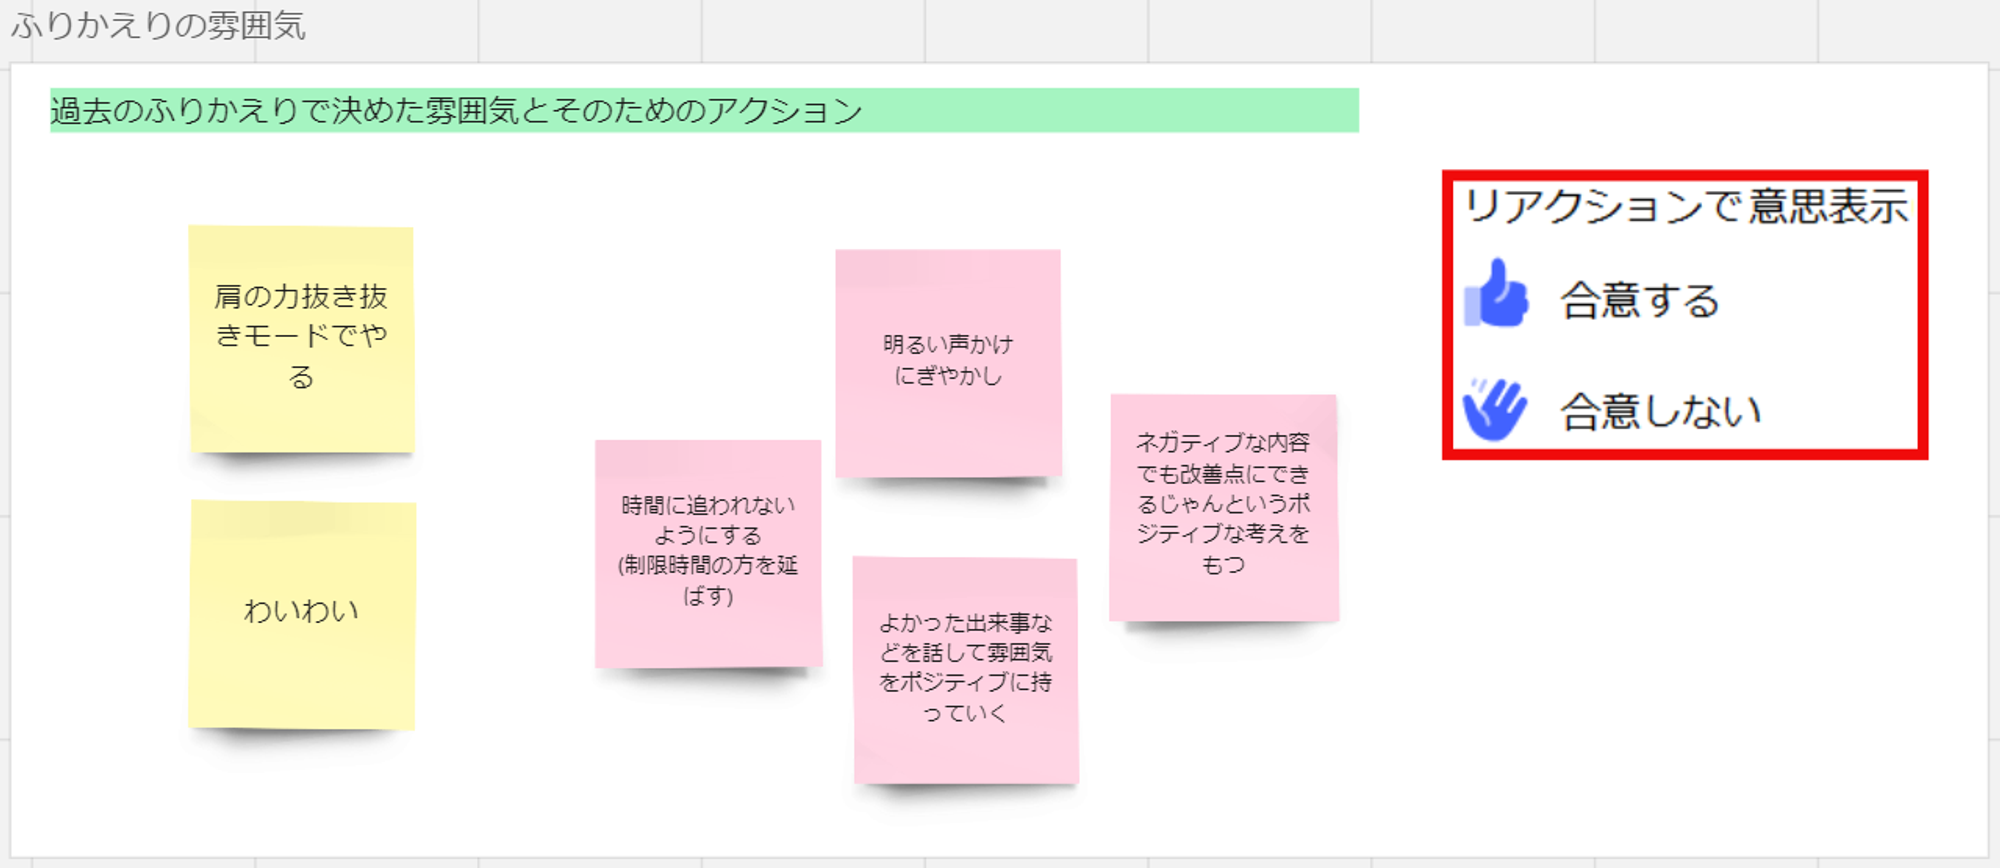 ふりかえりの雰囲気
過去のふりかえりで決めた雰囲気とそのためのアクション
肩の力抜き抜
きモードでや
る
わいわい
時間に追われない
ようにする
(制限時間の方を延
ばす)
明るい声かけ
にぎやかし
よかった出来事な
どを話して雰囲気
をポジティブに持
っていく
ネガティブな内容
でも改善点にでき
るじゃんというポ
ジティブな考えを
もつ
リアクションで意思表示
合意する
合意しない